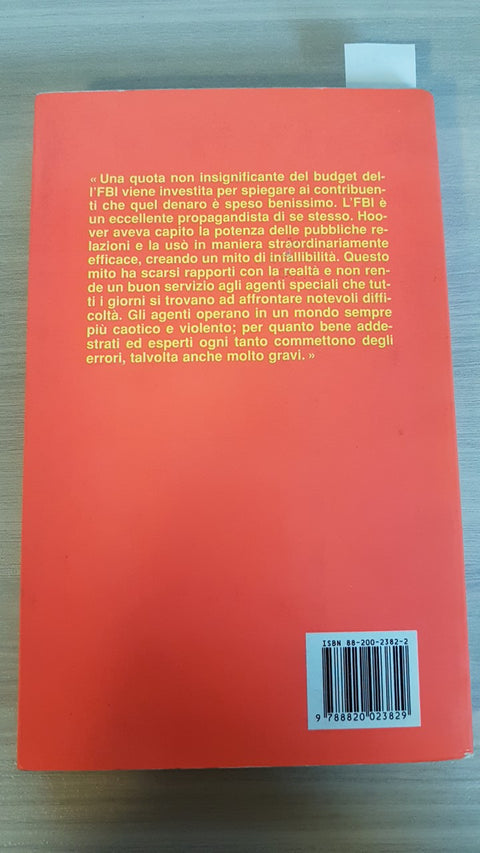 « Una quota non insignificante del budget del-
l'FBI viene investita per spiegare ai contribuen-
ti che quel denaro è speso benissimo. L'FBI è
un eccellente propagandista di se stesso. Hoo-
ver aveva capito la potenza delle pubbliche re-
lazioni e la usò in maniera straordinariamente
efficace, creando un mito di infallibilità. Questo
mito ha scarsi rapporti con la realtà e non ren-
de un buon servizio agli agenti speciali che tut-
ti i giorni si trovano ad affrontare notevoli diffi-
coltà. Gli agenti operano in un mondo sempre
più caotico e violento; per quanto bene adde-
strati ed esperti ogni tanto commettono degli
errori, talvolta anche molto gravi. »
ISBN 88-200-2382-2
9 788820 023829